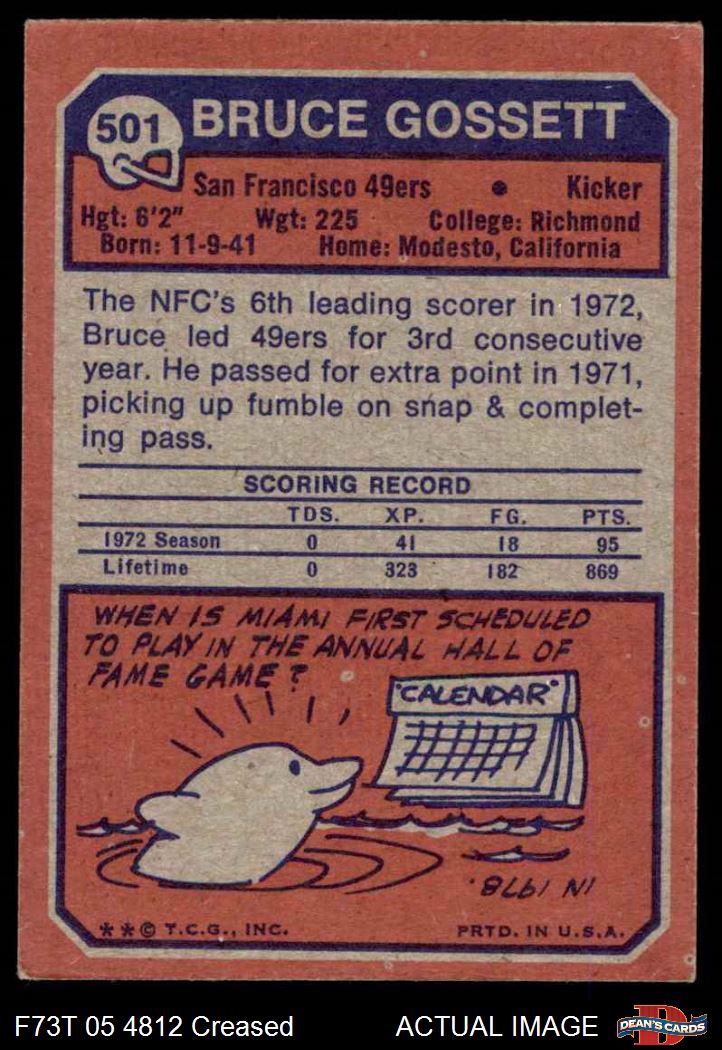 501 BRUCE GOSSETT
San Francisco 49ers • Kicker
Hgt: 6'2" Wgt: 225 College: Richmond
Born: 11-9-41 Home: Modesto, California
The NFC's 6th leading scorer in 1972,
Bruce led 49ers for 3rd consecutive
year. He passed for extra point in 1971,
picking up fumble on snap & complet-
ing pass.
SCORING RECORD
TDS. XP. FG. PTS.
1972 Season 0 41 18 95
Lifetime 0 323 182 869
WHEN IS MIAMI FIRST SCHEDULED
TO PLAY IN THE ANNUAL HALL OF
FAME GAME?
"CALENDAR"
IN 1978.
**© T.C.G., INC. PRTD. IN U.S.A.
F73T 05 4812 Creased ACTUAL IMAGE
D
DEAN'S CARDS